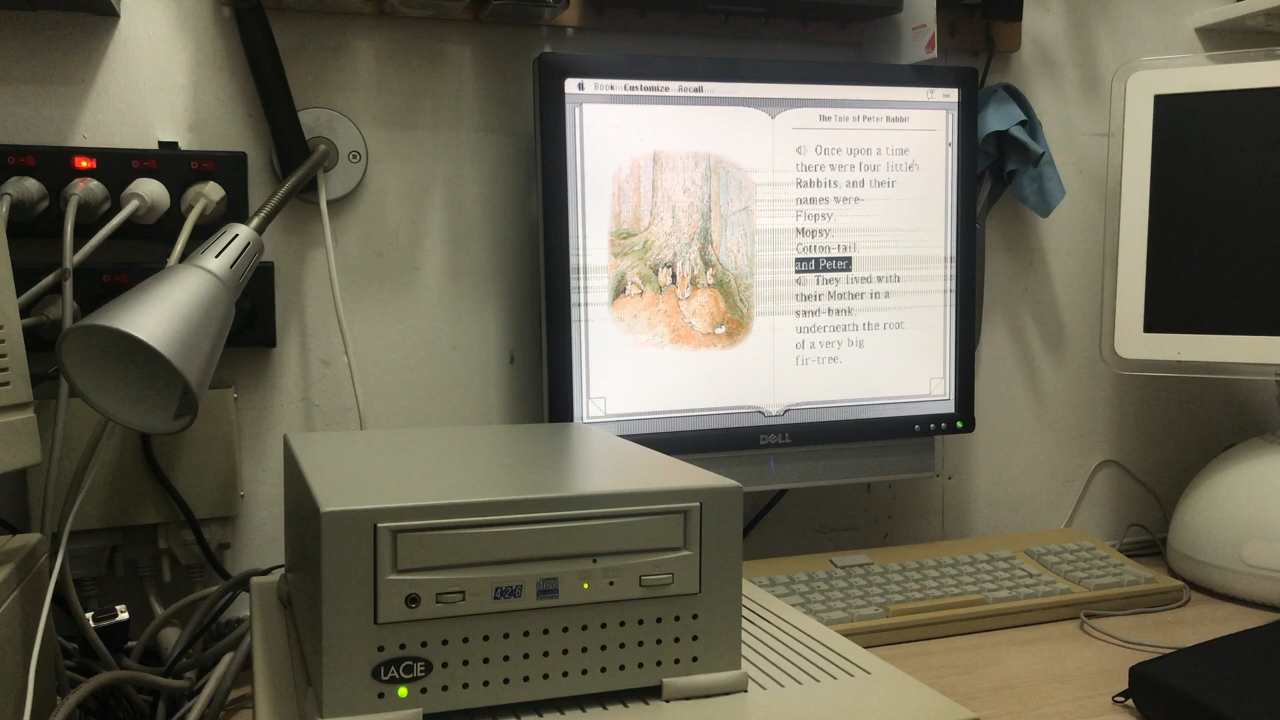 Book Customize Recall
The Tale of Peter Rabbit
Once upon a time
there were four little
Rabbits, and their
names were-
Flopsy,
Mopsy,
Cotton-tail,
and Peter.
They lived with
their Mother in a
sand-bank,
underneath the root
of a very big
fir-tree.
DELL
426
LACIE